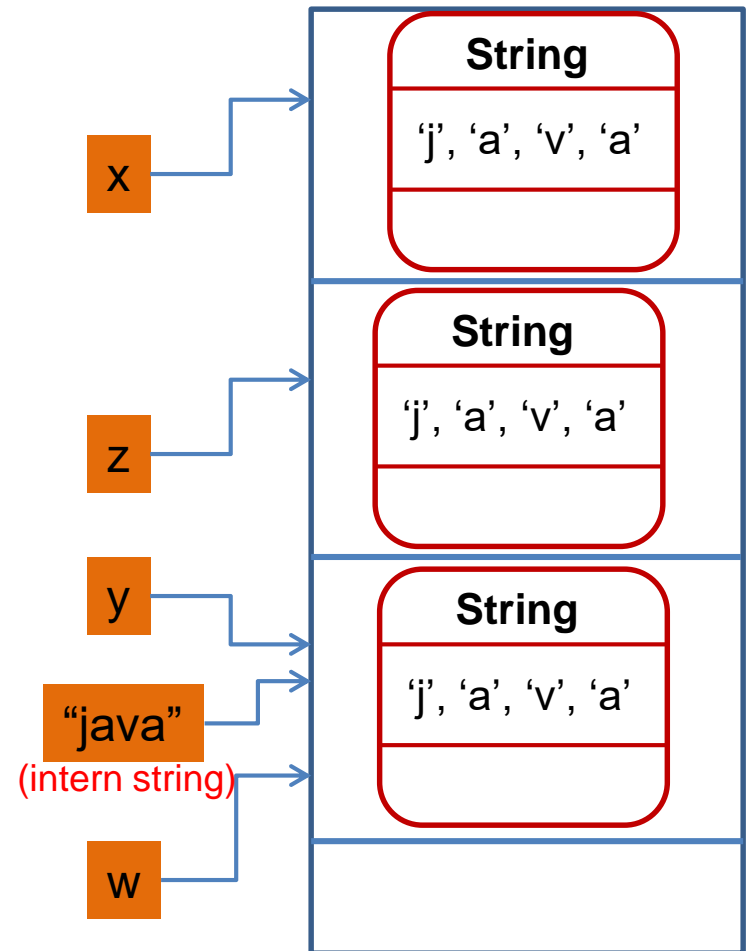 String
‘j’, ‘a’, ‘v’, ‘a’
x
String
‘j’, ‘a’, ‘v’, ‘a’
z
y
String
‘j’, ‘a’, ‘v’, ‘a’
“java”
(intern string)
w